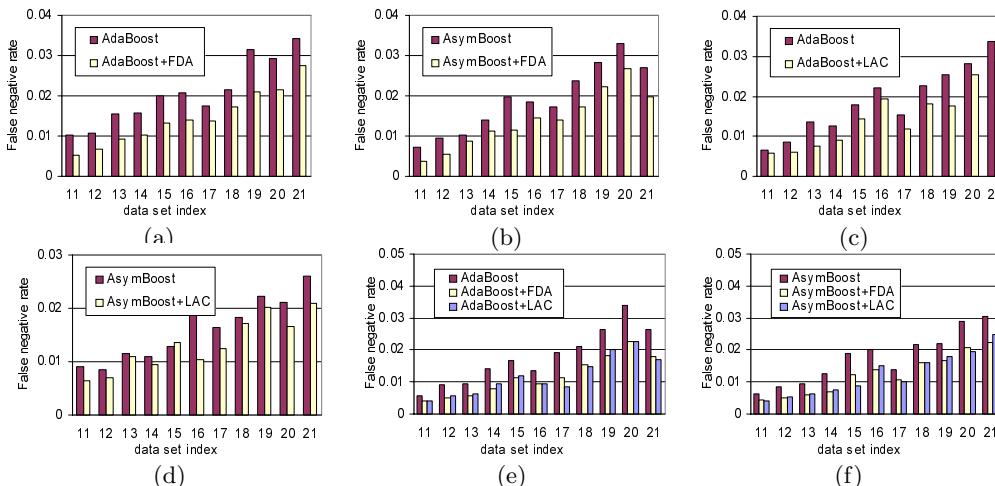 0.04
0.03
0.02
0.01
0
False negative rate
AdaBoost
AdaBoost+FDA
11 12 13 14 15 16 17 18 19 20 21
data set index
(a)
0.04
0.03
0.02
0.01
0
False negative rate
AsymBoost
AsymBoost+FDA
11 12 13 14 15 16 17 18 19 20 21
data set index
(b)
0.04
0.03
0.02
0.01
0
False negative rate
AdaBoost
AdaBoost+LAC
11 12 13 14 15 16 17 18 19 20
data set index
(c)
0.03
0.02
0.01
0
False negative rate
AsymBoost
AsymBoost+LAC
11 12 13 14 15 16 17 18 19 20 21
data set index
(d)
0.05
0.04
0.03
0.02
0.01
0
False negative rate
AdaBoost
AdaBoost+FDA
AdaBoost+LAC
11 12 13 14 15 16 17 18 19 20 21
data set index
(e)
0.05
0.04
0.03
0.02
0.01
0
False negative rate
AsymBoost
AsymBoost+FDA
AsymBoost+LAC
11 12 13 14 15 16 17 18 19 20 21
data set index
(f)